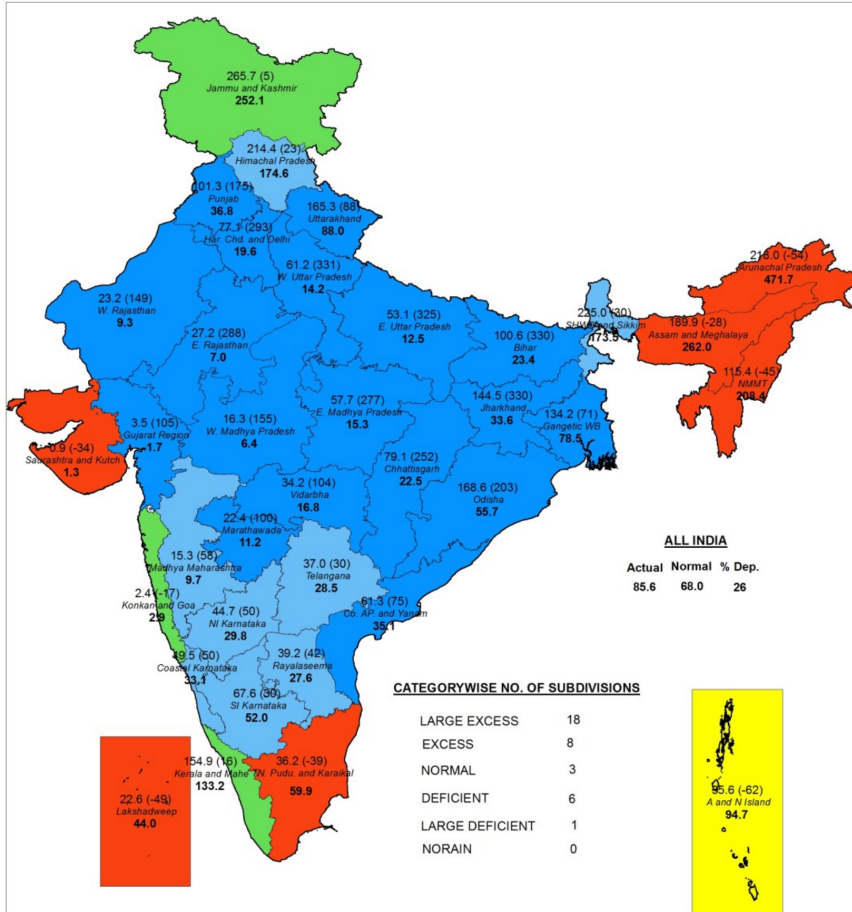 265.7 (5)
Jammu and Kashmir
252.1
214.4 (23)
Himachal Pradesh
174.6
101.3 (175)
Punjab
36.8
165.3 (88)
Uttarakhand
88.0
77.1 (293)
Har. Chd. and Delhi
19.6
61.2 (331)
W. Uttar Pradesh
14.2
218.0 (-54)
Arunachal Pradesh
471.7
23.2 (149)
W. Rajasthan
9.3
53.1 (325)
E. Uttar Pradesh
12.5
225.0 (30)
SHWB and Sikkim
173.5
189.9 (-28)
Assam and Meghalaya
262.0
27.2 (288)
E. Rajasthan
7.0
100.6 (330)
Bihar
23.4
115.4 (-45)
NMMT
208.4
57.7 (277)
E. Madhya Pradesh
15.3
144.5 (330)
Jharkhand
33.6
3.5 (105)
Gujarat Region
1.7
16.3 (155)
W. Madhya Pradesh
6.4
134.2 (71)
Gangetic WB
78.5
0.9 (-34)
Saurashtra and Kutch
1.3
79.1 (252)
Chhattisgarh
22.5
34.2 (104)
Vidarbha
16.8
168.6 (203)
Odisha
55.7
22.4 (100)
Marathawada
11.2
15.3 (58)
Madhya Maharashtra
9.7
37.0 (30)
Telangana
28.5
ALL INDIA
Actual Normal % Dep.
85.6 68.0 26
2.4 (-17)
Konkan and Goa
2.9
44.7 (50)
NI Karnataka
29.8
61.3 (75)
Co. AP. and Yanam
35.1
49.5 (50)
Coastal Karnataka
33.1
39.2 (42)
Rayalaseema
27.6
67.6 (30)
SI Karnataka
52.0
CATEGORYWISE NO. OF SUBDIVISIONS
LARGE EXCESS 18
EXCESS 8
NORMAL 3
DEFICIENT 6
LARGE DEFICIENT 1
NORAIN 0
154.9 (16)
Kerala and Mahe
133.2
36.2 (-39)
TN. Pudu. and Karaikal
59.9
22.6 (-49)
Lakshadweep
44.0
(-62)
A and N Island
94.7